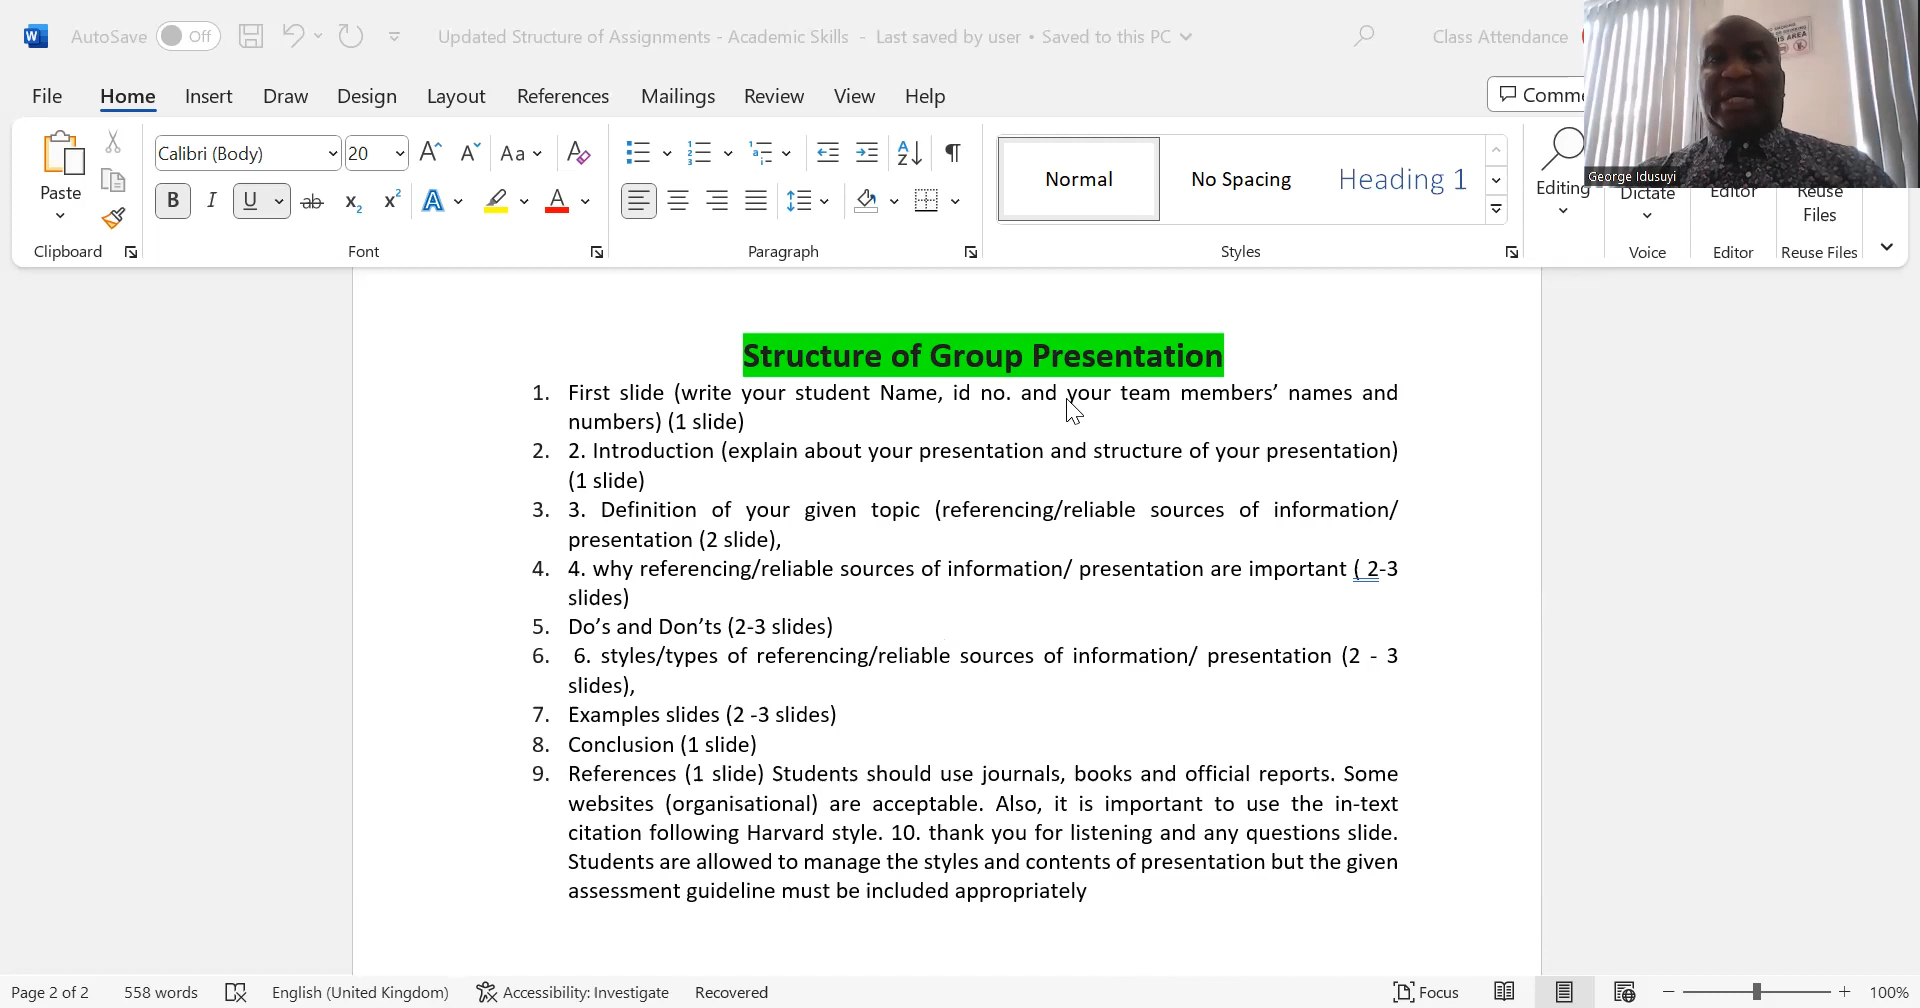 AutoSave Off Updated Structure of Assignments - Academic Skills - Last saved by user • Saved to this PC Class Attendance
File Home Insert Draw Design Layout References Mailings Review View Help
Paste
Clipboard
Calibri (Body) 20
Aa
B I U ab x2 x2 A A
Font
Paragraph
Normal No Spacing Heading 1
Styles
Editing
Dictate
Voice
Editor
Editor
Reuse
Files
Reuse Files
IS AREA
George Idusuyi
Structure of Group Presentation
1. First slide (write your student Name, id no. and your team members’ names and
numbers) (1 slide)
2. 2. Introduction (explain about your presentation and structure of your presentation)
(1 slide)
3. 3. Definition of your given topic (referencing/reliable sources of information/
presentation (2 slide),
4. 4. why referencing/reliable sources of information/ presentation are important ( 2-3
slides)
5. Do’s and Don’ts (2-3 slides)
6. 6. styles/types of referencing/reliable sources of information/ presentation (2 - 3
slides),
7. Examples slides (2 -3 slides)
8. Conclusion (1 slide)
9. References (1 slide) Students should use journals, books and official reports. Some
websites (organisational) are acceptable. Also, it is important to use the in-text
citation following Harvard style. 10. thank you for listening and any questions slide.
Students are allowed to manage the styles and contents of presentation but the given
assessment guideline must be included appropriately
Page 2 of 2 558 words English (United Kingdom) Accessibility: Investigate Recovered Focus 100%